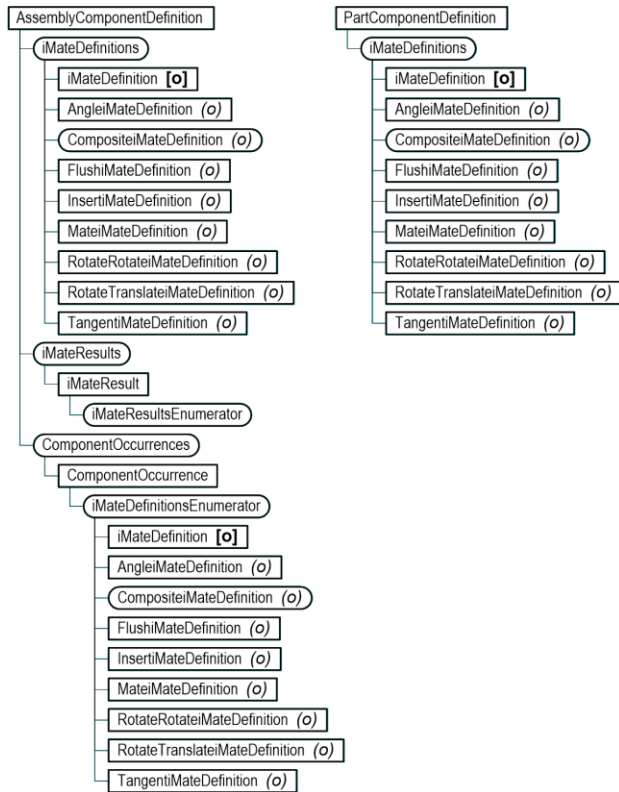 AssemblyComponentDefinition
iMateDefinitions
iMateDefinition [o]
AngleiMateDefinition (o)
CompositeiMateDefinition (o)
FlushiMateDefinition (o)
InsertiMateDefinition (o)
MateiMateDefinition (o)
RotateRotateiMateDefinition (o)
RotateTranslateiMateDefinition (o)
TangentiMateDefinition (o)
iMateResults
iMateResult
iMateResultsEnumerator
ComponentOccurrences
ComponentOccurrence
iMateDefinitionsEnumerator
iMateDefinition [o]
AngleiMateDefinition (o)
CompositeiMateDefinition (o)
FlushiMateDefinition (o)
InsertiMateDefinition (o)
MateiMateDefinition (o)
RotateRotateiMateDefinition (o)
RotateTranslateiMateDefinition (o)
TangentiMateDefinition (o)
PartComponentDefinition
iMateDefinitions
iMateDefinition [o]
AngleiMateDefinition (o)
CompositeiMateDefinition (o)
FlushiMateDefinition (o)
InsertiMateDefinition (o)
MateiMateDefinition (o)
RotateRotateiMateDefinition (o)
RotateTranslateiMateDefinition (o)
TangentiMateDefinition (o)